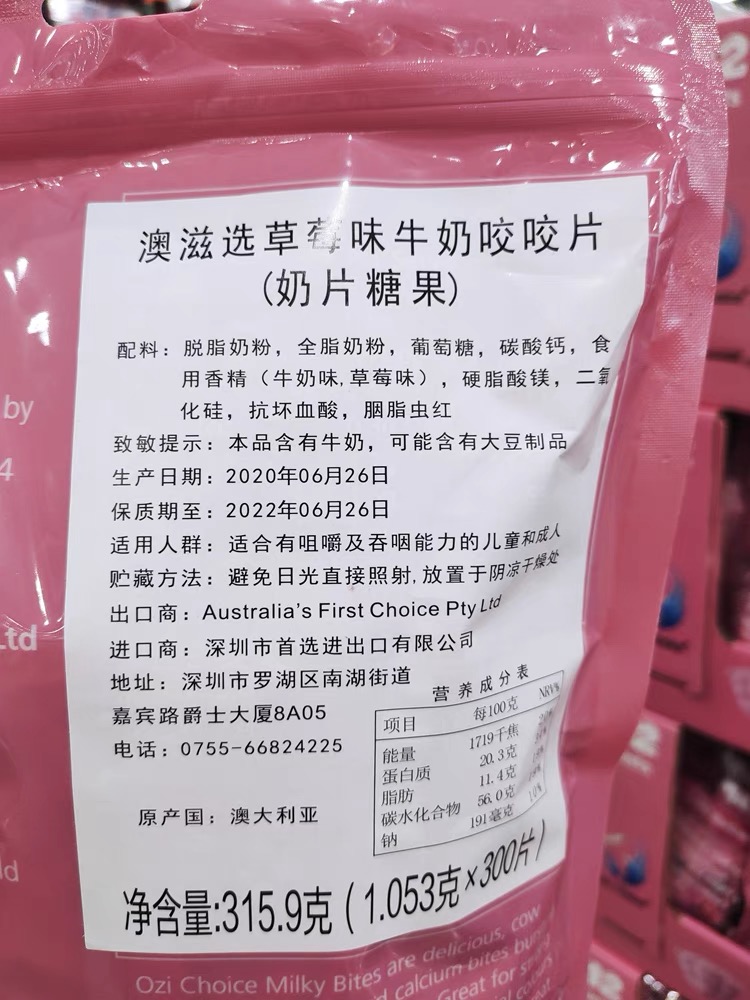 澳滋选草莓味牛奶咬咬片
(奶片糖果)
配料：脱脂奶粉，全脂奶粉，葡萄糖，碳酸钙，食
用香精（牛奶味,草莓味），硬脂酸镁，二氧
化硅，抗坏血酸，胭脂虫红
致敏提示：本品含有牛奶，可能含有大豆制品
生产日期：2020年06月26日
保质期至：2022年06月26日
适用人群：适合有咀嚼及吞咽能力的儿童和成人
贮藏方法：避免日光直接照射,放置于阴凉干燥处
出口商：Australia's First Choice Pty Ltd
进口商：深圳市首选进出口有限公司
地址：深圳市罗湖区南湖街道
嘉宾路爵士大厦8A05
电话：0755-66824225
原产国：澳大利亚
营养成分表
项目 每100克 NRV%
能量 1719千焦
蛋白质 20.3克
脂肪 11.4克
碳水化合物 56.0克
钠 191毫克
净含量:315.9克(1.053克×300片)
by
4
Ltd
Ozi Choice Milky Bites are delicious, cow
calcium bites
Great for